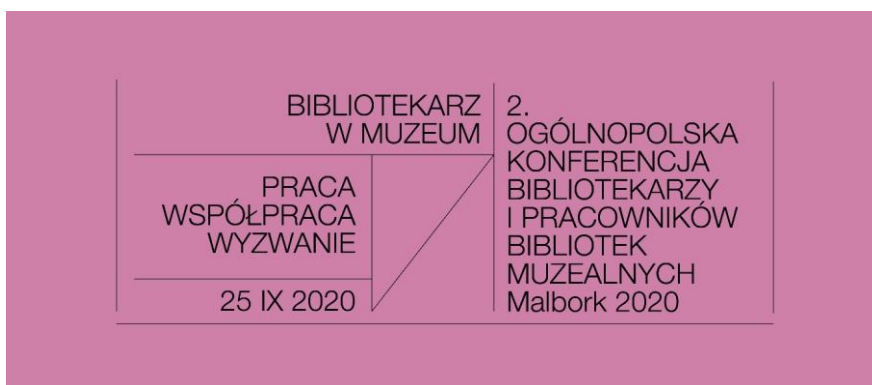 BIBLIOTEKARZ
W MUZEUM
PRACA
WSPÓŁPRACA
WYZWANIE
25 IX 2020
2.
OGÓLNOPOLSKA
KONFERENCJA
BIBLIOTEKARZY
I PRACOWNIKÓW
BIBLIOTEK
MUZEALNYCH
Malbork 2020